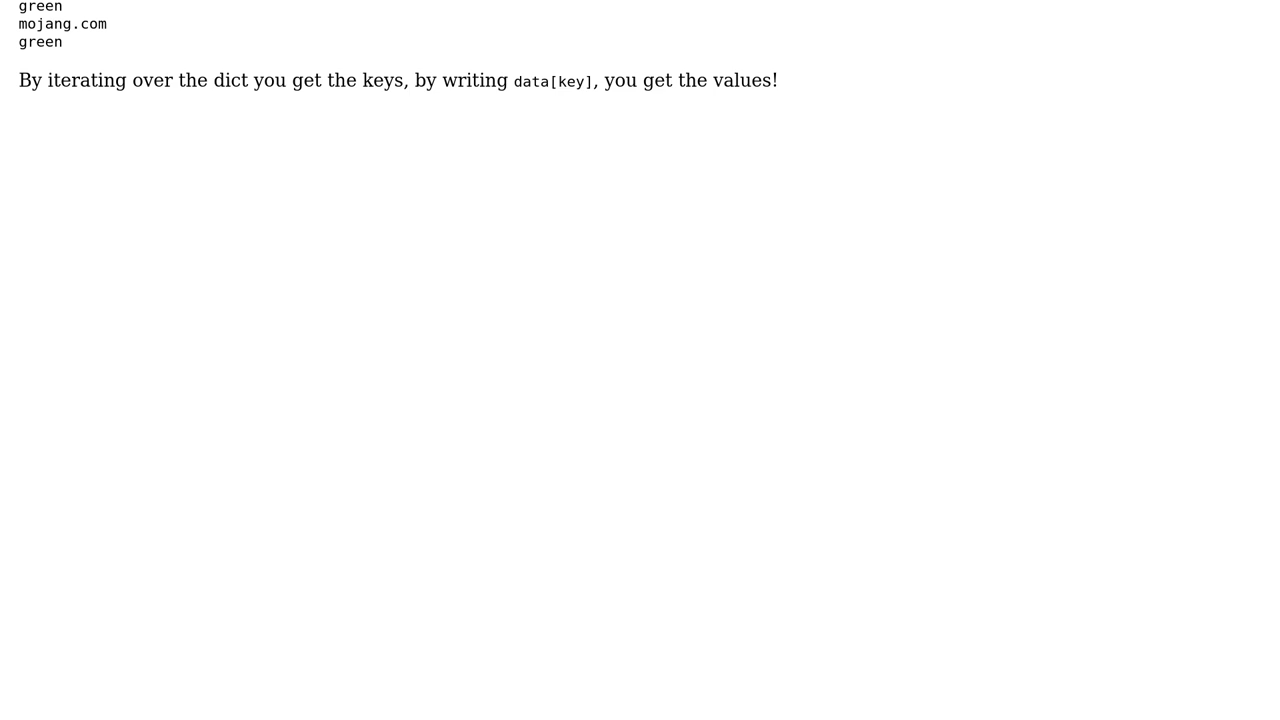 green
mojang.com
green
By iterating over the dict you get the keys, by writing data[key], you get the values!